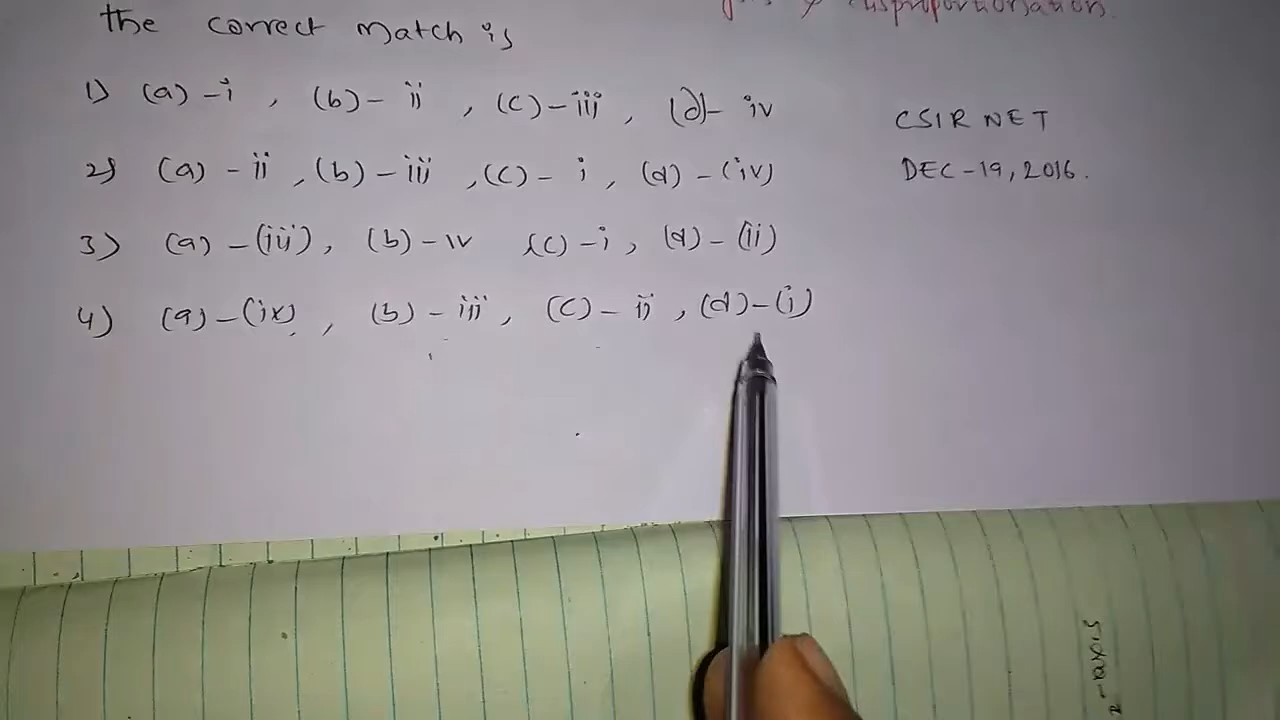 disproportionation.
the correct match is
1) (a) -i , (b) - ii , (c) -iii , (d)- iv
2) (a) - ii , (b) - iii , (c) - i , (d) - (iv)
3) (a) - (iii), (b) - iv (c) -i , (d) - (ii)
4) (a) - (iv) , (b) - iii , (c) - ii , (d) - (i)
CSIR NET
DEC - 19, 2016.